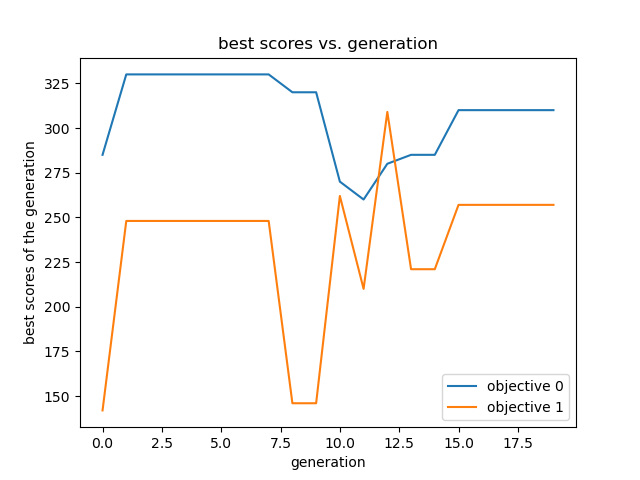 best scores vs. generation
best scores of the generation
325
300
275
250
225
200
175
150
0.0 2.5 5.0 7.5 10.0 12.5 15.0 17.5
generation
objective 0
objective 1